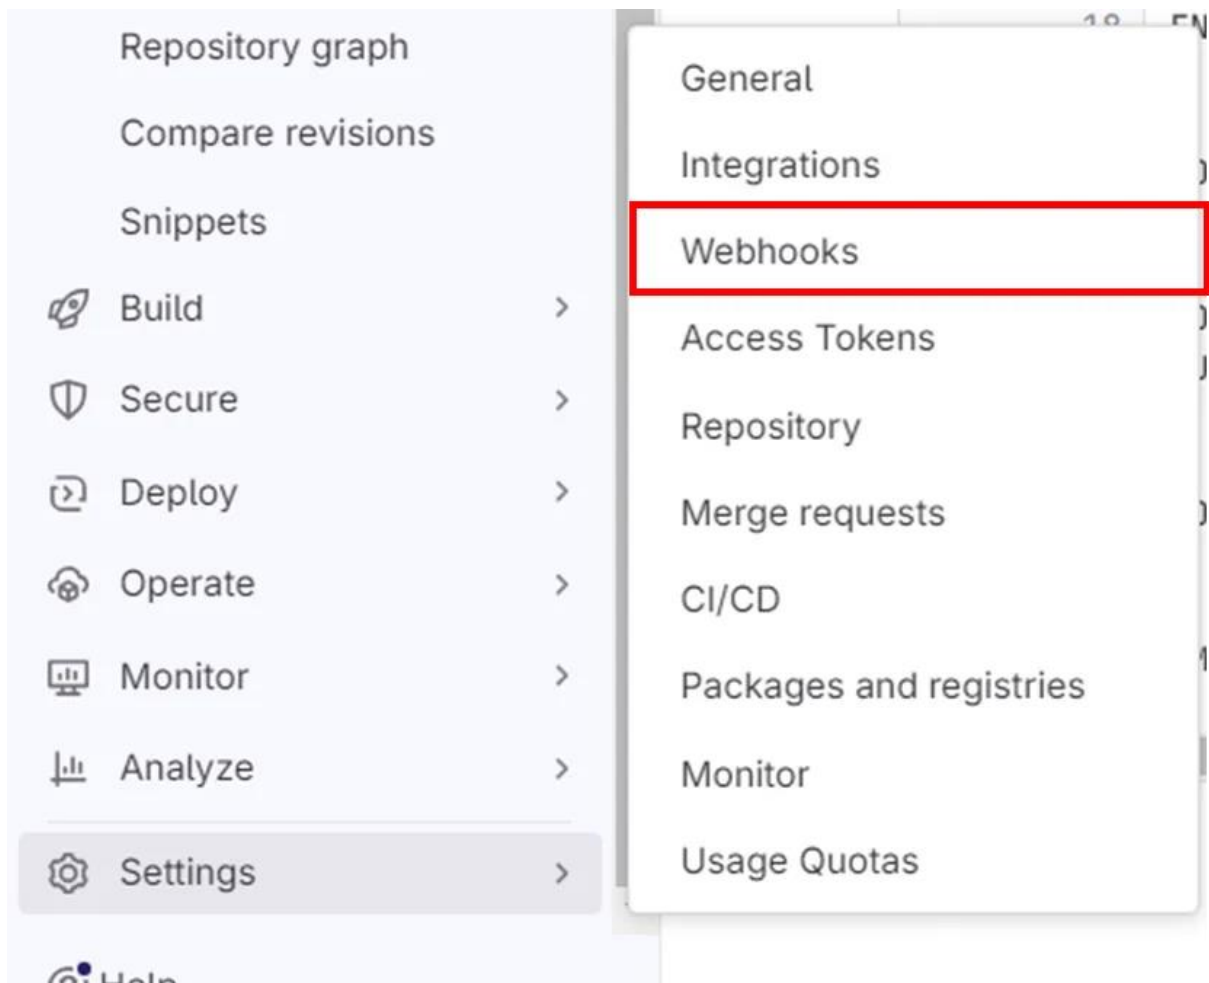 Repository graph
Compare revisions
Snippets
Build
Secure
Deploy
Operate
Monitor
Analyze
Settings
Help
General
Integrations
Webhooks
Access Tokens
Repository
Merge requests
CI/CD
Packages and registries
Monitor
Usage Quotas